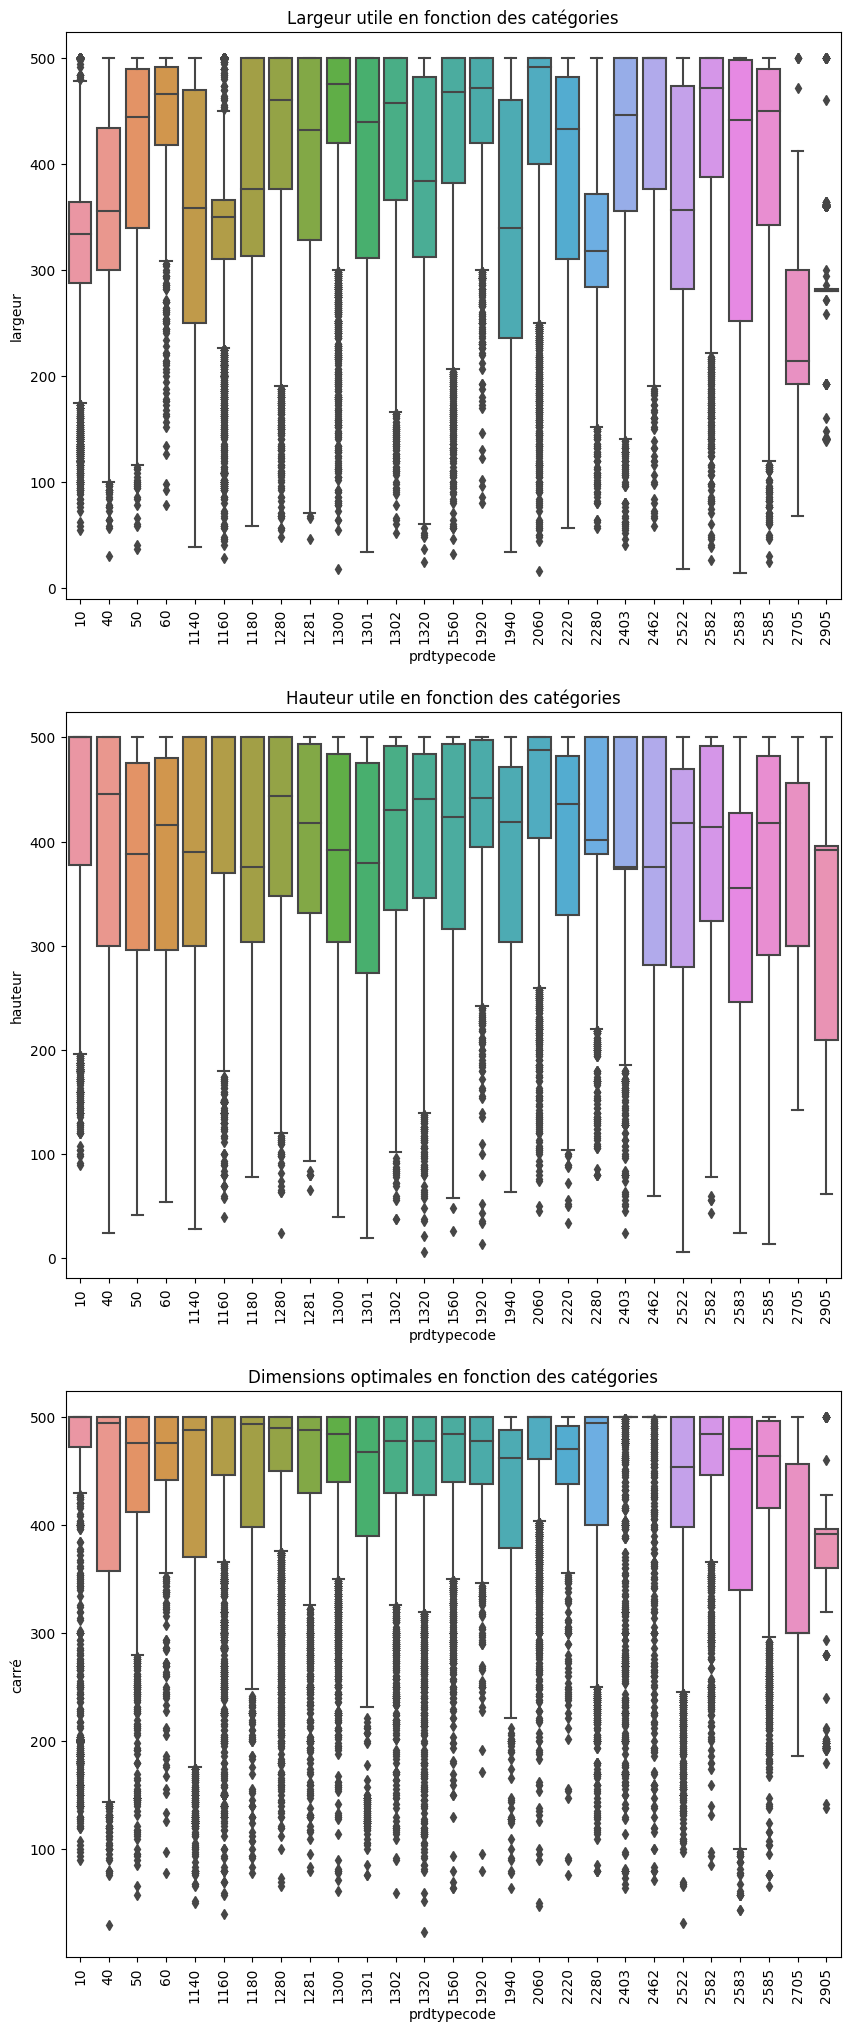 Largeur utile en fonction des catégories
500
400
300
200
100
0
largeur
10 40 50 60 1140 1160 1180 1280 1281 1300 1301 1302 1320 1560 1920 1940 2060 2220 2280 2403 2462 2522 2582 2583 2585 2705 2905
prdtypecode
Hauteur utile en fonction des catégories
500
400
300
200
100
0
hauteur
10 40 50 60 1140 1160 1180 1280 1281 1300 1301 1302 1320 1560 1920 1940 2060 2220 2280 2403 2462 2522 2582 2583 2585 2705 2905
prdtypecode
Dimensions optimales en fonction des catégories
500
400
300
200
100
carré
10 40 50 60 1140 1160 1180 1280 1281 1300 1301 1302 1320 1560 1920 1940 2060 2220 2280 2403 2462 2522 2582 2583 2585 2705 2905
prdtypecode